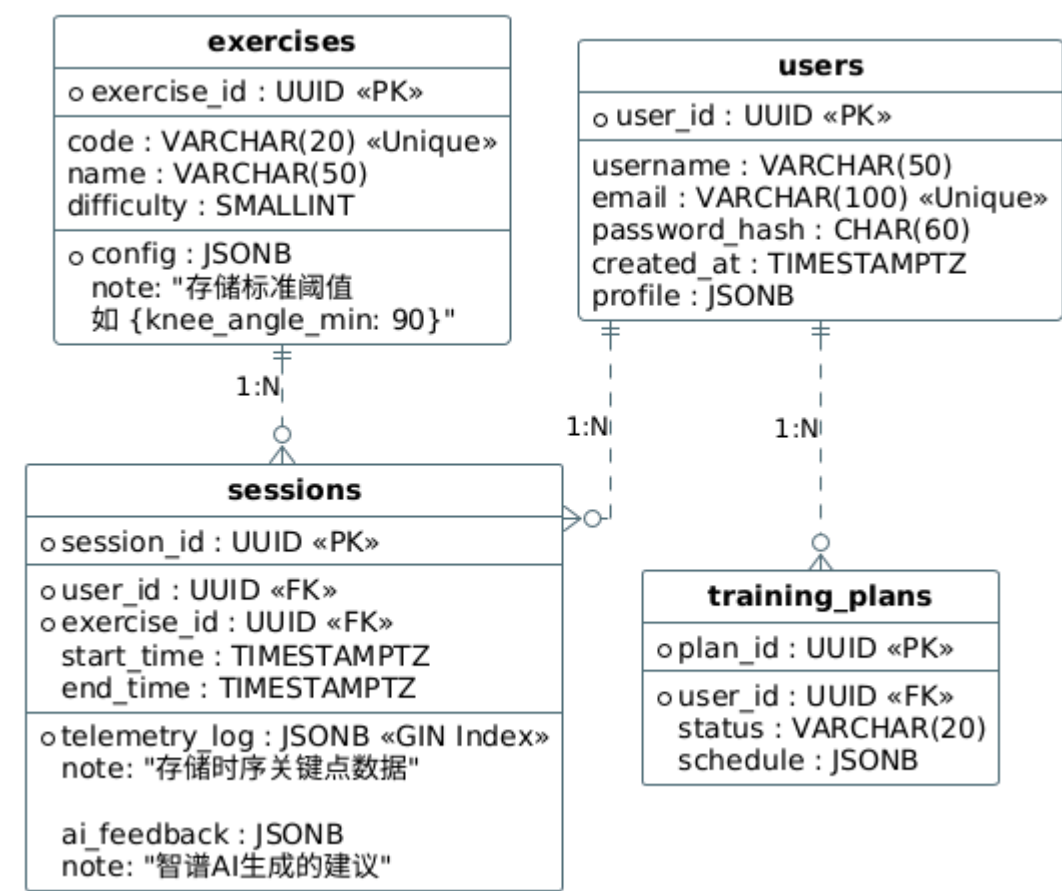 exercises
exercise_id : UUID «PK»
code : VARCHAR(20) «Unique»
name : VARCHAR(50)
difficulty : SMALLINT
config : JSONB
note: "存储标准阈值
如 {knee_angle_min: 90}"
users
user_id : UUID «PK»
username : VARCHAR(50)
email : VARCHAR(100) «Unique»
password_hash : CHAR(60)
created_at : TIMESTAMPTZ
profile : JSONB
1:N
1:N
1:N
sessions
session_id : UUID «PK»
user_id : UUID «FK»
exercise_id : UUID «FK»
start_time : TIMESTAMPTZ
end_time : TIMESTAMPTZ
telemetry_log : JSONB «GIN Index»
note: "存储时序关键点数据"
ai_feedback : JSONB
note: "智谱AI生成的建议"
training_plans
plan_id : UUID «PK»
user_id : UUID «FK»
status : VARCHAR(20)
schedule : JSONB